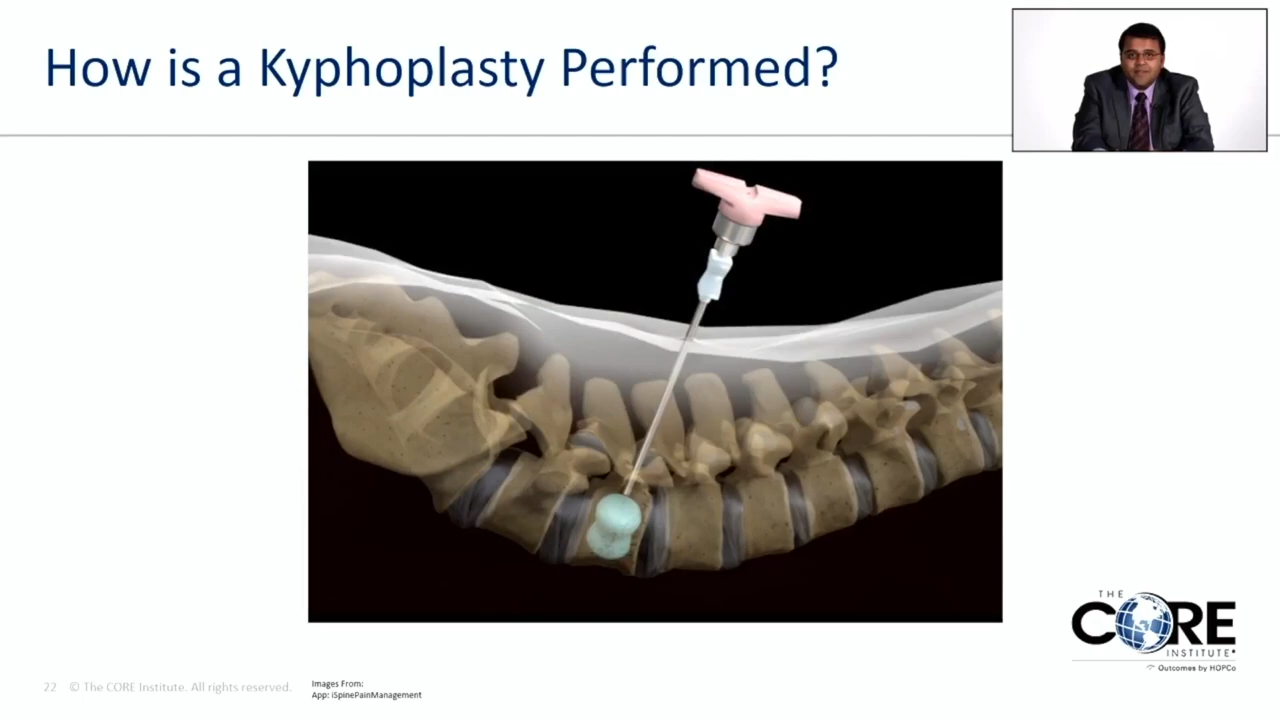 How is a Kyphoplasty Performed?
THE
CORE
INSTITUTE®
Outcomes by HOPCo
22 © The CORE Institute. All rights reserved.
Images From:
App: iSpinePainManagement